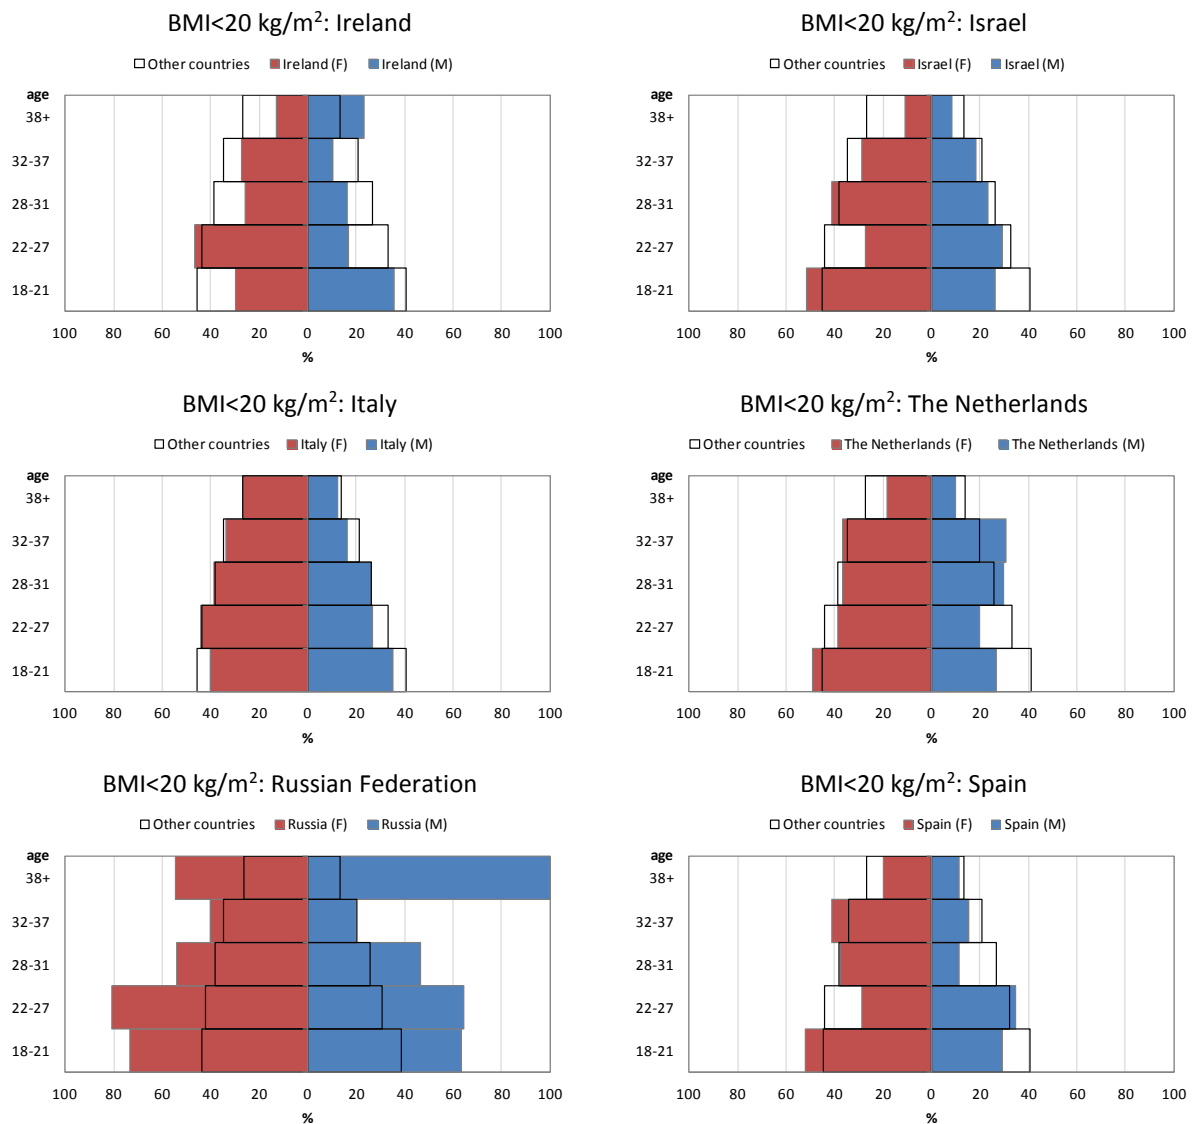 BMI<20 kg/m²: Ireland
Other countries Ireland (F) Ireland (M)
age
38+
32-37
28-31
22-27
18-21
100 80 60 40 20 0 20 40 60 80 100
%
BMI<20 kg/m²: Israel
Other countries Israel (F) Israel (M)
age
38+
32-37
28-31
22-27
18-21
100 80 60 40 20 0 20 40 60 80 100
%
BMI<20 kg/m²: Italy
Other countries Italy (F) Italy (M)
age
38+
32-37
28-31
22-27
18-21
100 80 60 40 20 0 20 40 60 80 100
%
BMI<20 kg/m²: The Netherlands
Other countries The Netherlands (F) The Netherlands (M)
age
38+
32-37
28-31
22-27
18-21
100 80 60 40 20 0 20 40 60 80 100
%
BMI<20 kg/m²: Russian Federation
Other countries Russia (F) Russia (M)
age
38+
32-37
28-31
22-27
18-21
100 80 60 40 20 0 20 40 60 80 100
%
BMI<20 kg/m²: Spain
Other countries Spain (F) Spain (M)
age
38+
32-37
28-31
22-27
18-21
100 80 60 40 20 0 20 40 60 80 100
%